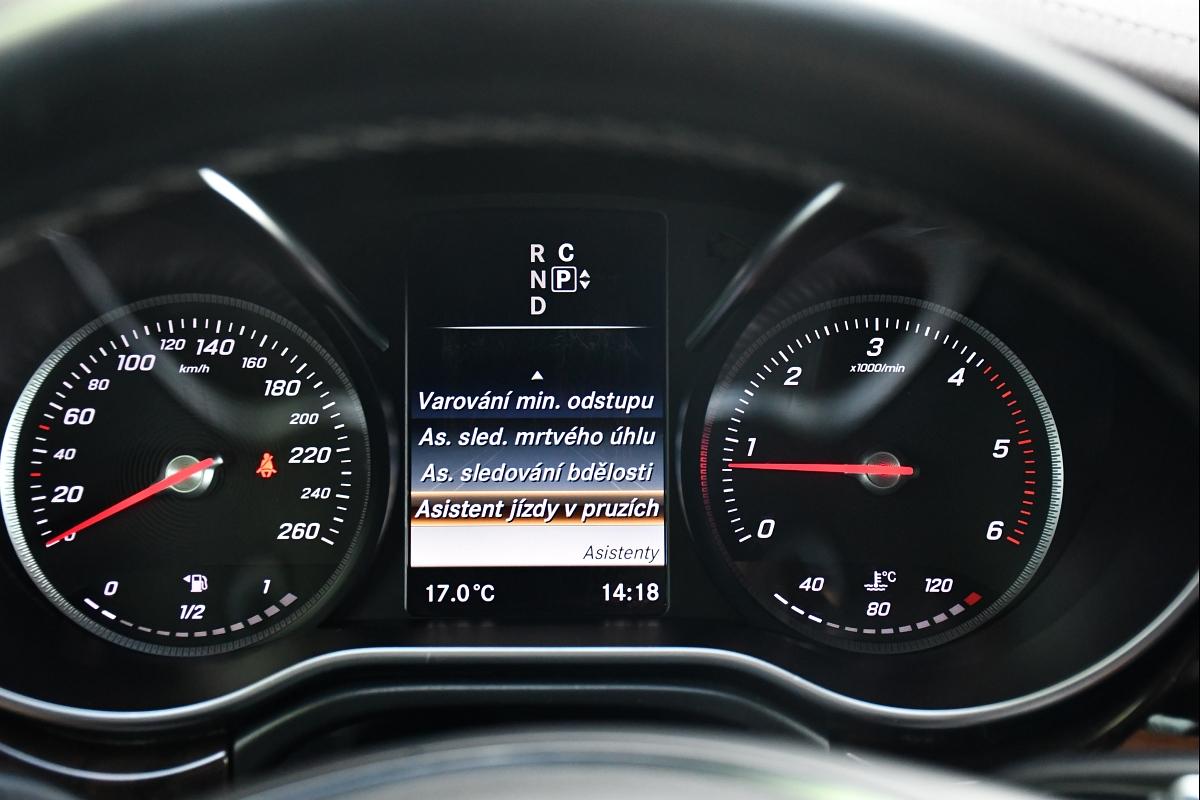 R C
N P
D
Varování min. odstupu
As. sled. mrtvého úhlu
As. sledování bdělosti
Asistent jízdy v pruzích
Asistenty
17.0°C 14:18
0 20 40 60 80 100 120 140 160 180 200 220 240 260
km/h
0 1/2 1
0 1 2 3 4 5 6
x1000/min
°C
40 80 120